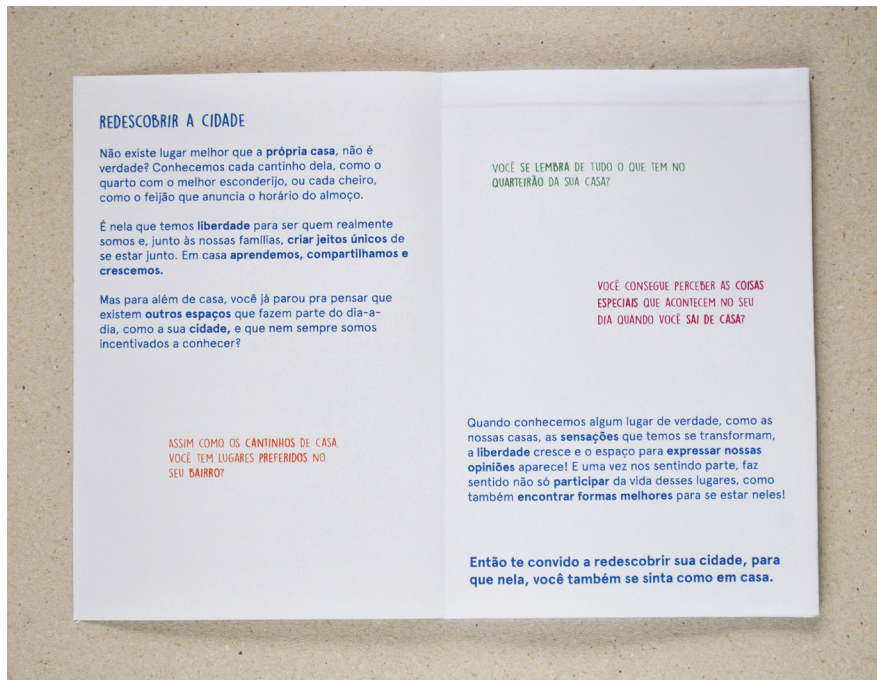 REDESCOBRIR A CIDADE
Não existe lugar melhor que a própria casa, não é
verdade? Conhecemos cada cantinho dela, como o
quarto com o melhor esconderijo, ou cada cheiro,
como o feijão que anuncia o horário do almoço.
É nela que temos liberdade para ser quem realmente
somos e, junto às nossas famílias, criar jeitos únicos de
se estar junto. Em casa aprendemos, compartilhamos e
crescemos.
Mas para além de casa, você já parou pra pensar que
existem outros espaços que fazem parte do dia-a-
dia, como a sua cidade, e que nem sempre somos
incentivados a conhecer?
ASSIM COMO OS CANTINHOS DE CASA,
VOCÊ TEM LUGARES PREFERIDOS NO
SEU BAIRRO?
VOCÊ SE LEMBRA DE TUDO O QUE TEM NO
QUARTEIRÃO DA SUA CASA?
VOCÊ CONSEGUE PERCEBER AS COISAS
ESPECIAIS QUE ACONTECEM NO SEU
DIA QUANDO VOCÊ SAI DE CASA?
Quando conhecemos algum lugar de verdade, como as
nossas casas, as sensações que temos se transformam,
a liberdade cresce e o espaço para expressar nossas
opiniões aparece! E uma vez nos sentindo parte, faz
sentido não só participar da vida desses lugares, como
também encontrar formas melhores para se estar neles!
Então te convido a redescobrir sua cidade, para
que nela, você também se sinta como em casa.